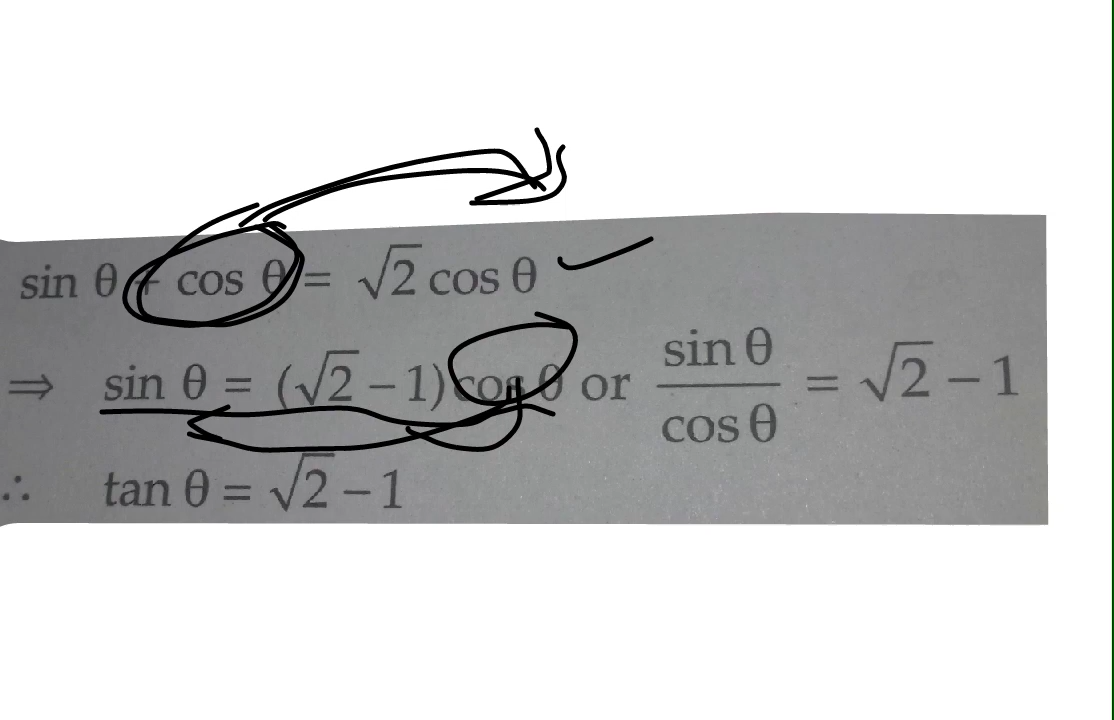 sin θ + cos θ = √2 cos θ
⇒ sin θ = (√2 − 1) cos θ or sin θ / cos θ = √2 − 1
∴ tan θ = √2 − 1